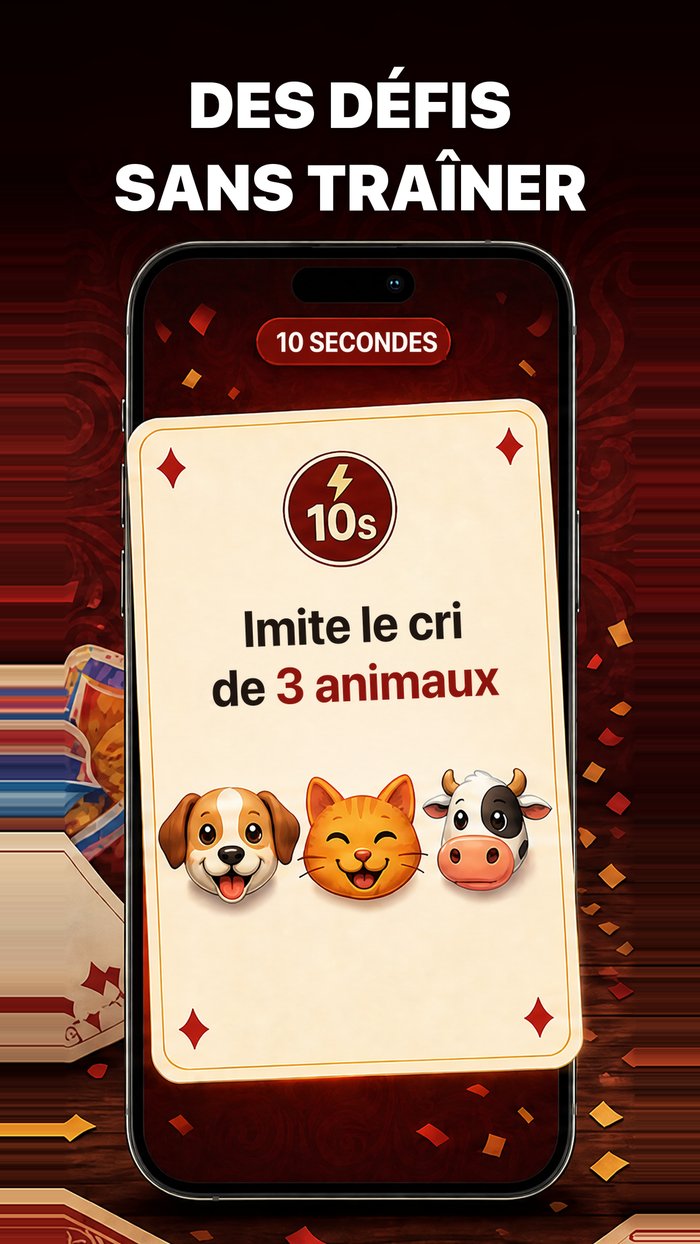 DES DÉFIS
SANS TRAÎNER
10 SECONDES
10s
Imite le cri
de 3 animaux